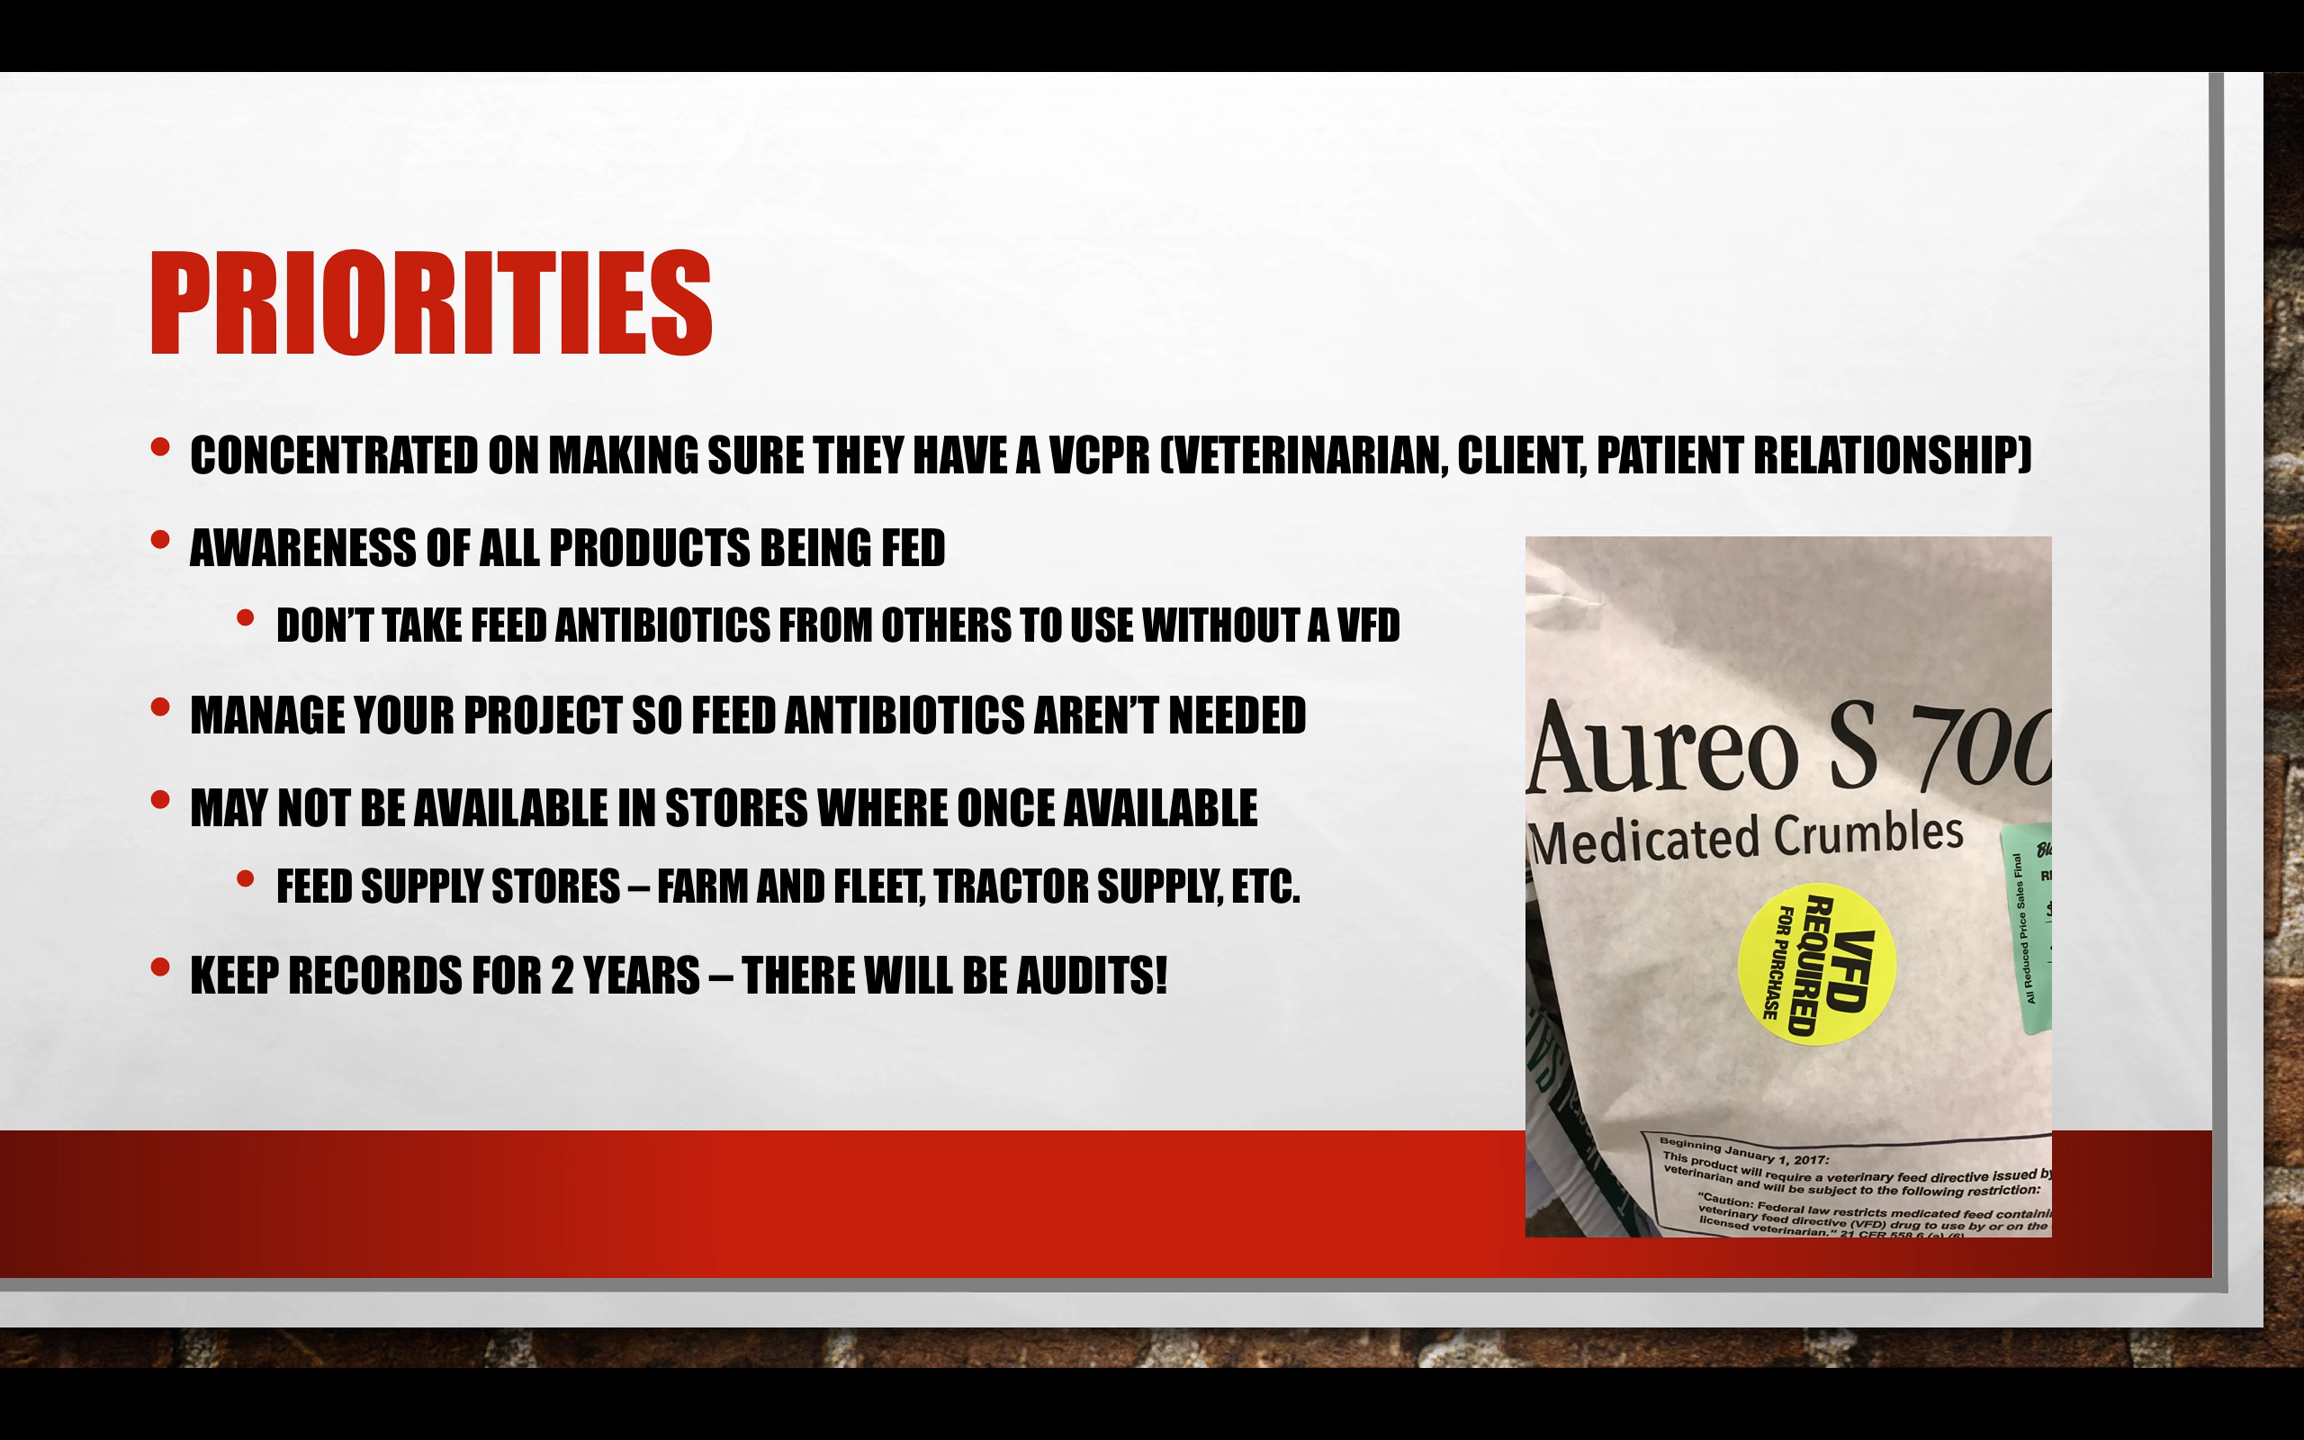 PRIORITIES
• CONCENTRATED ON MAKING SURE THEY HAVE A VCPR (VETERINARIAN, CLIENT, PATIENT RELATIONSHIP)
• AWARENESS OF ALL PRODUCTS BEING FED
• DON'T TAKE FEED ANTIBIOTICS FROM OTHERS TO USE WITHOUT A VFD
• MANAGE YOUR PROJECT SO FEED ANTIBIOTICS AREN'T NEEDED
• MAY NOT BE AVAILABLE IN STORES WHERE ONCE AVAILABLE
• FEED SUPPLY STORES – FARM AND FLEET, TRACTOR SUPPLY, ETC.
• KEEP RECORDS FOR 2 YEARS – THERE WILL BE AUDITS!
Aureo S 700
Medicated Crumbles
All Reduced Price Sales Final
VFD
REQUIRED
FOR PURCHASE
Beginning January 1, 2017:
This product will require a veterinary feed directive issued by
veterinarian and will be subject to the following restriction:
"Caution: Federal law restricts medicated feed
veterinary feed directive (VFD) drug to use by or on the
licensed veterinarian." 21 CFR 558.6